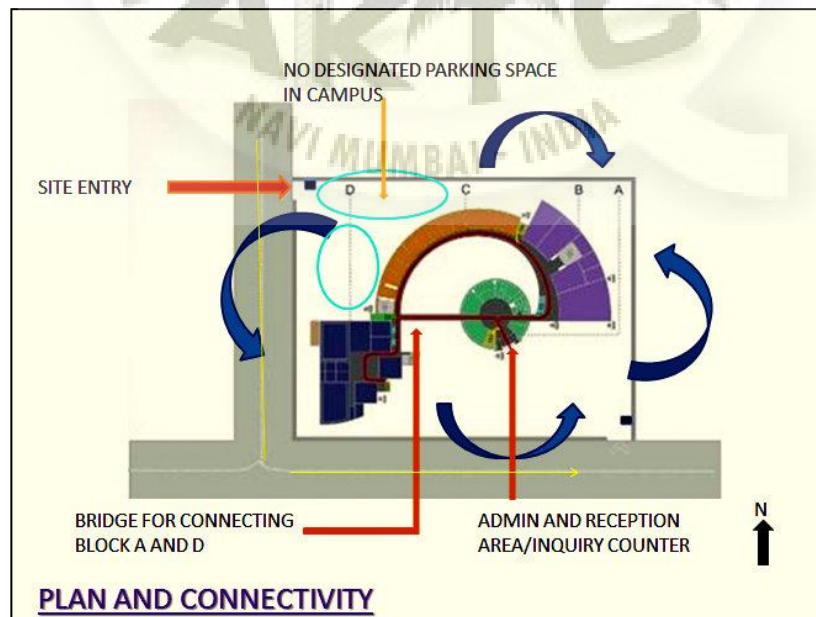 AKTC
NAVI MUMBAI - INDIA
NO DESIGNATED PARKING SPACE
IN CAMPUS
SITE ENTRY
D C B A
BRIDGE FOR CONNECTING
BLOCK A AND D
ADMIN AND RECEPTION
AREA/INQUIRY COUNTER
N
PLAN AND CONNECTIVITY